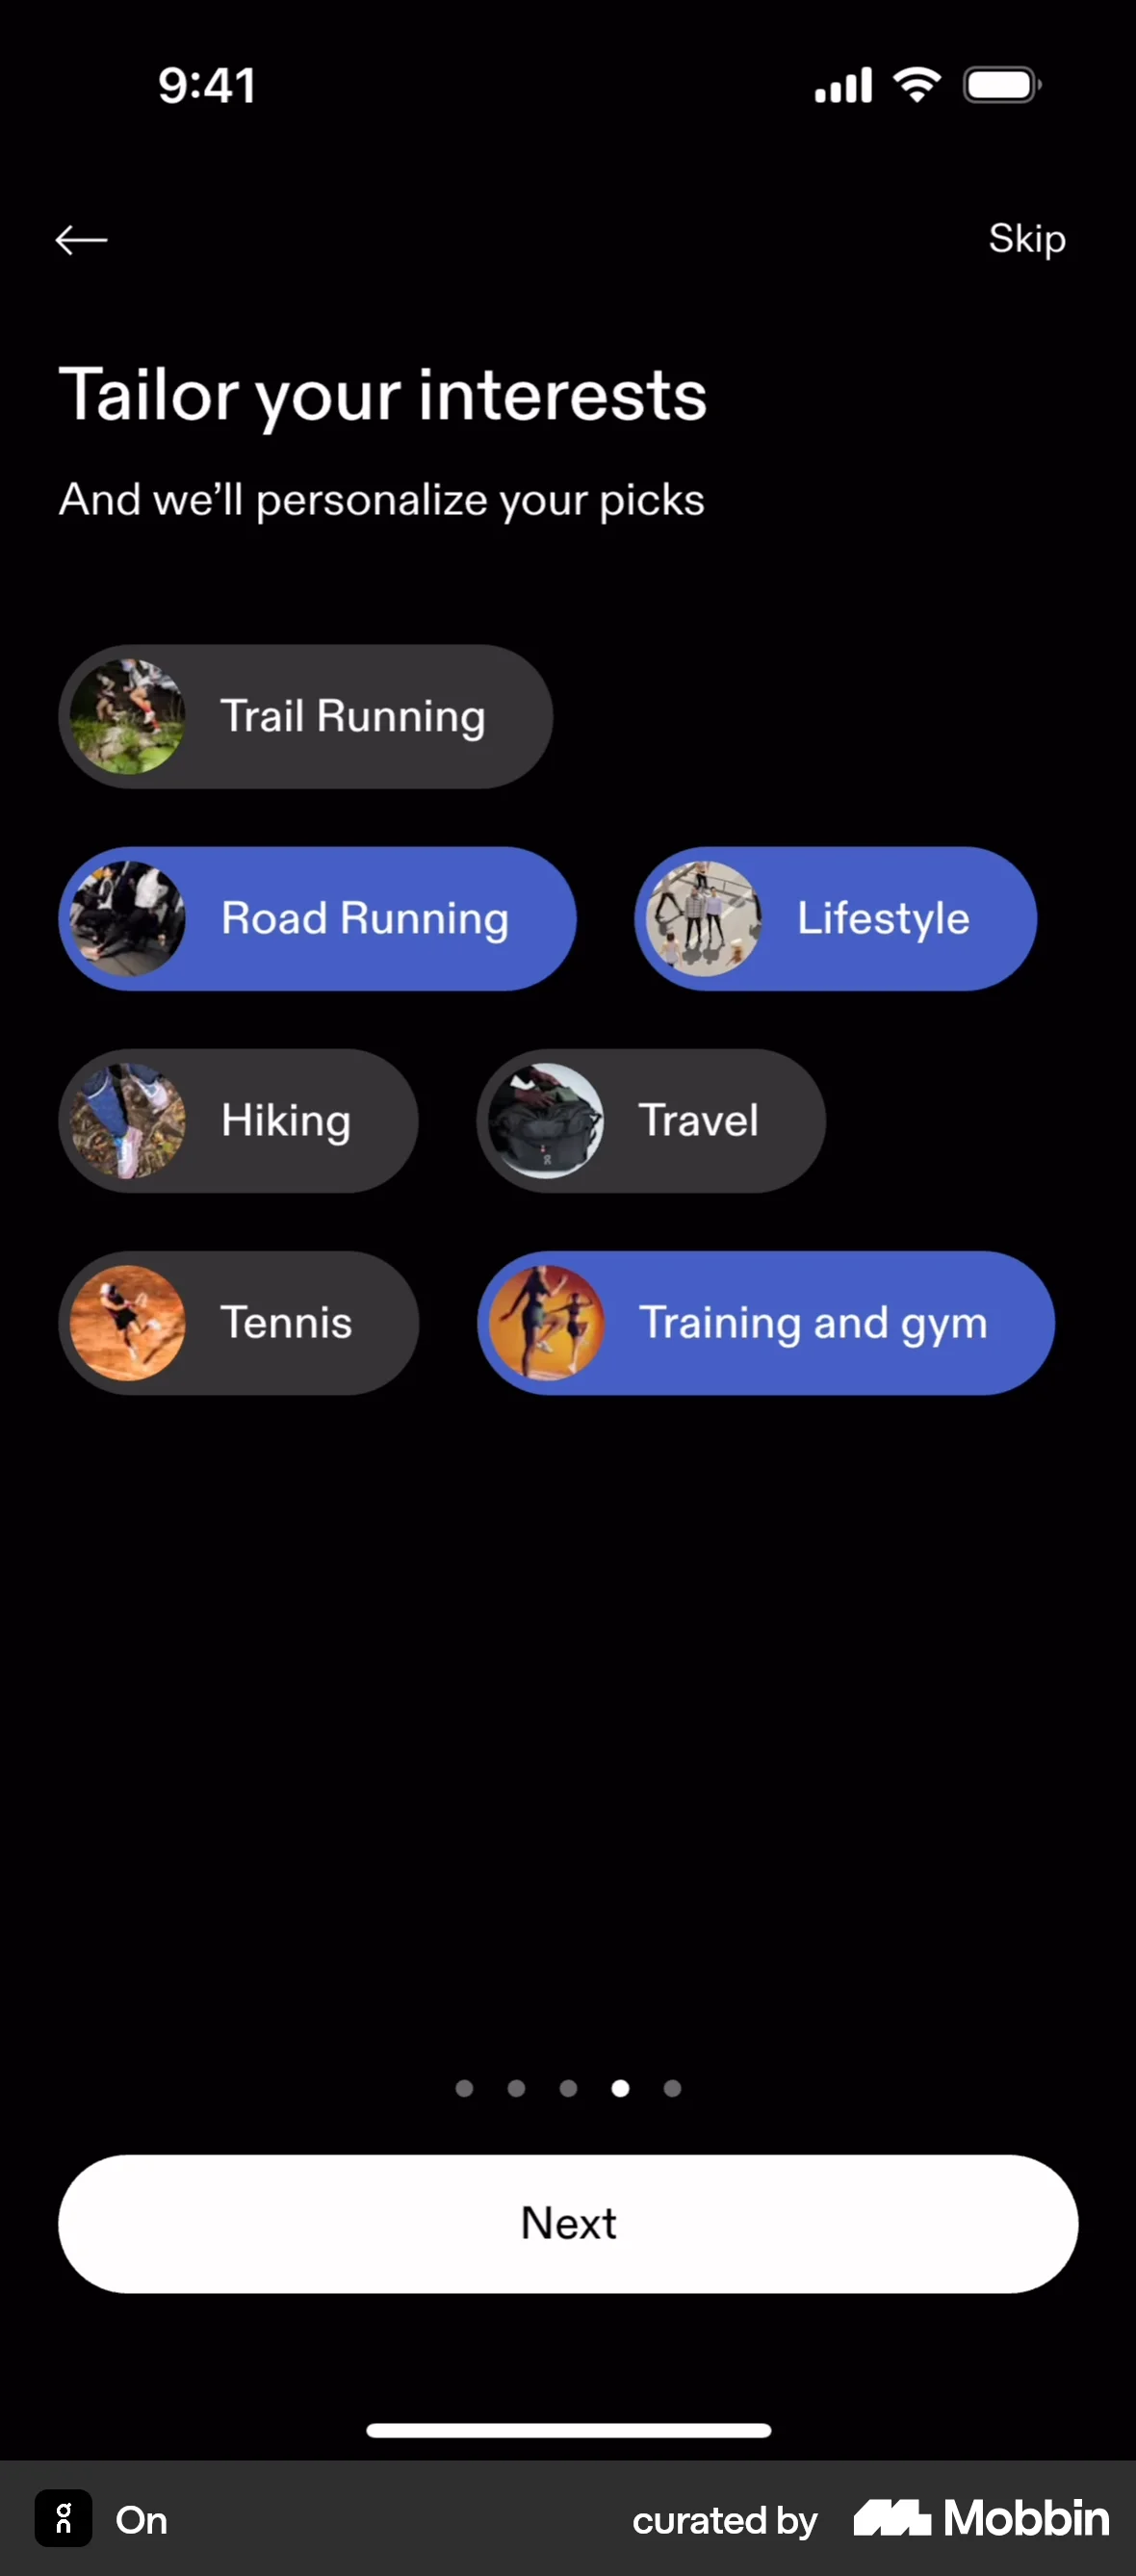 9:41
Skip
Tailor your interests
And we’ll personalize your picks
Trail Running
Road Running
Lifestyle
Hiking
Travel
Tennis
Training and gym
Next
On
curated by Mobbin